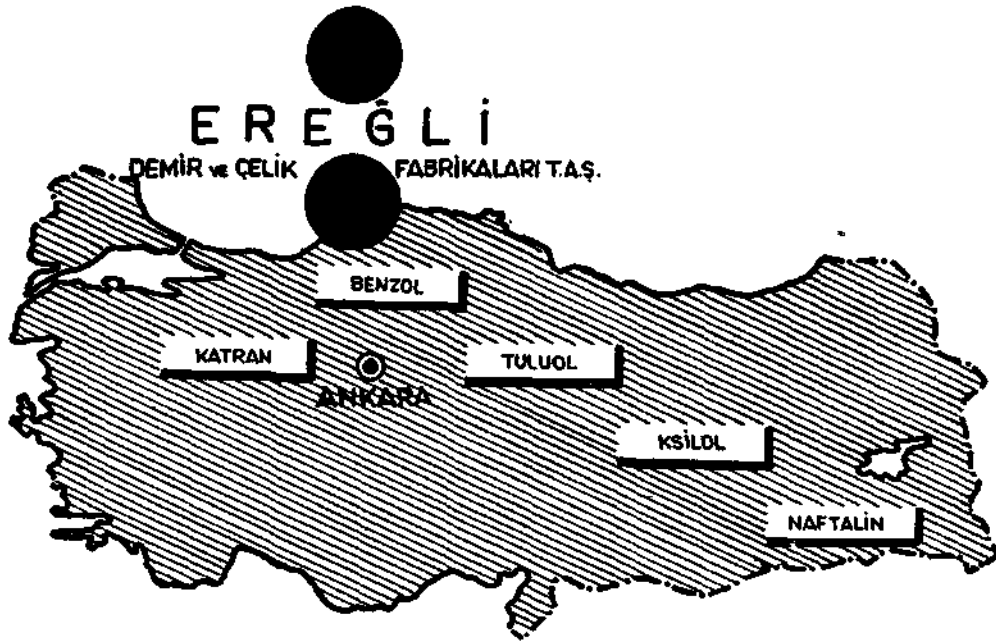 EREĞLİ
DEMİR ve ÇELİK FABRİKALARI T.A.Ş.
BENZOL
KATRAN
TULUOL
ANKARA
KSİLOL
NAFTALİN